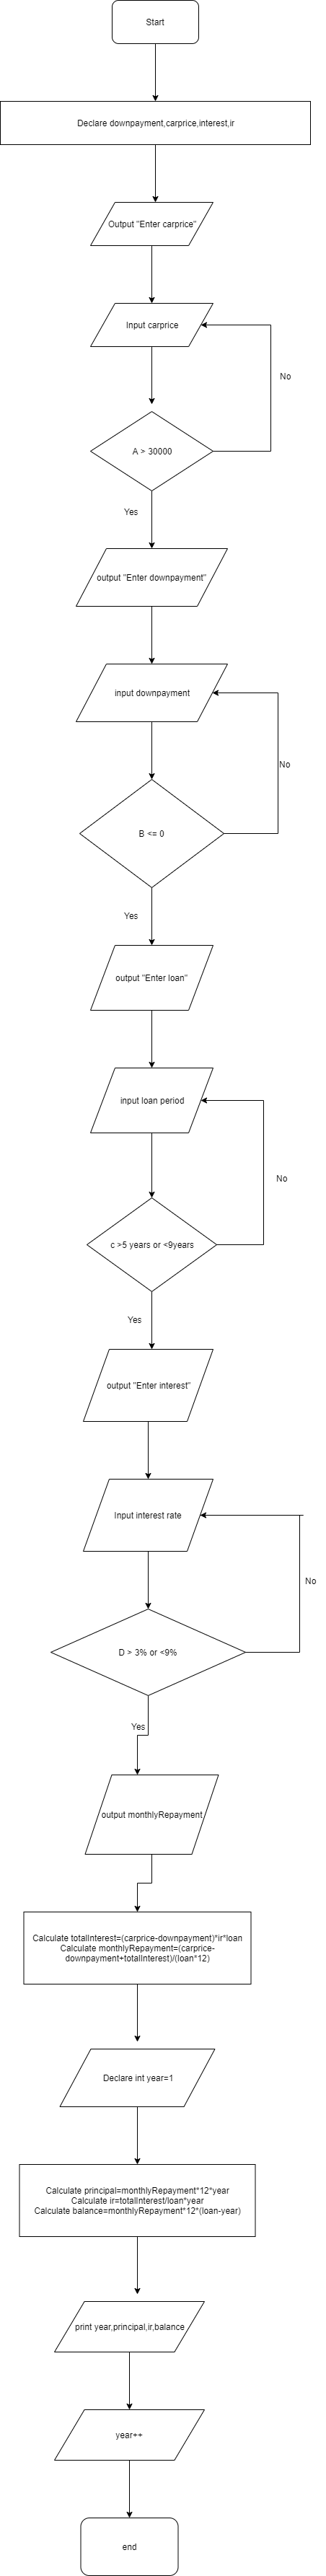 Start
Declare downpayment,carprice,interest,ir
Output "Enter carprice"
Input carprice
No
A > 30000
Yes
output "Enter downpayment"
input downpayment
No
B <= 0
Yes
output "Enter loan"
input loan period
No
c >5 years or <9years
Yes
output "Enter interest"
Input interest rate
No
D > 3% or <9%
Yes
output monthlyRepayment
Calculate totalInterest=(carprice-downpayment)*ir*loan
Calculate monthlyRepayment=(carprice-
downpayment+totalInterest)/(loan*12)
Declare int year=1
Calculate principal=monthlyRepayment*12*year
Calculate ir=totalInterest/loan*year
Calculate balance=monthlyRepayment*12*(loan-year)
print year,principal,ir,balance
year++
end